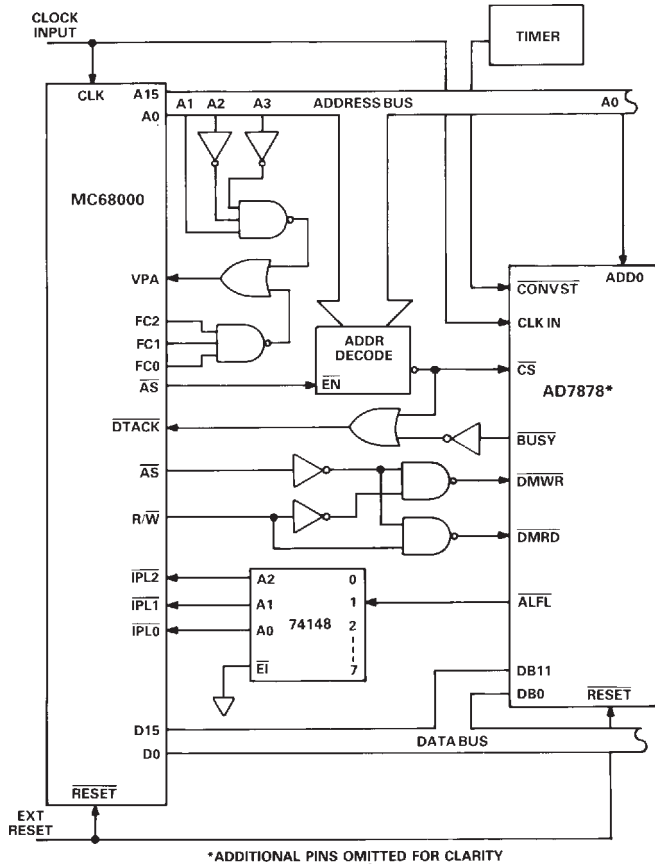 CLOCK
INPUT
TIMER
CLK
A15
A0
A1
A2
A3
ADDRESS BUS
A0
MC68000
ADD0
VPA
CONVST
CLK IN
FC2
FC1
FC0
ADDR
DECODE
EN
CS
AS
AD7878*
DTACK
BUSY
AS
DMWR
R/W
DMRD
IPL2
A2
0
IPL1
A1
1
ALFL
IPL0
A0
74148
2
EI
7
DB11
DB0
RESET
D15
D0
DATA BUS
RESET
EXT
RESET
*ADDITIONAL PINS OMITTED FOR CLARITY